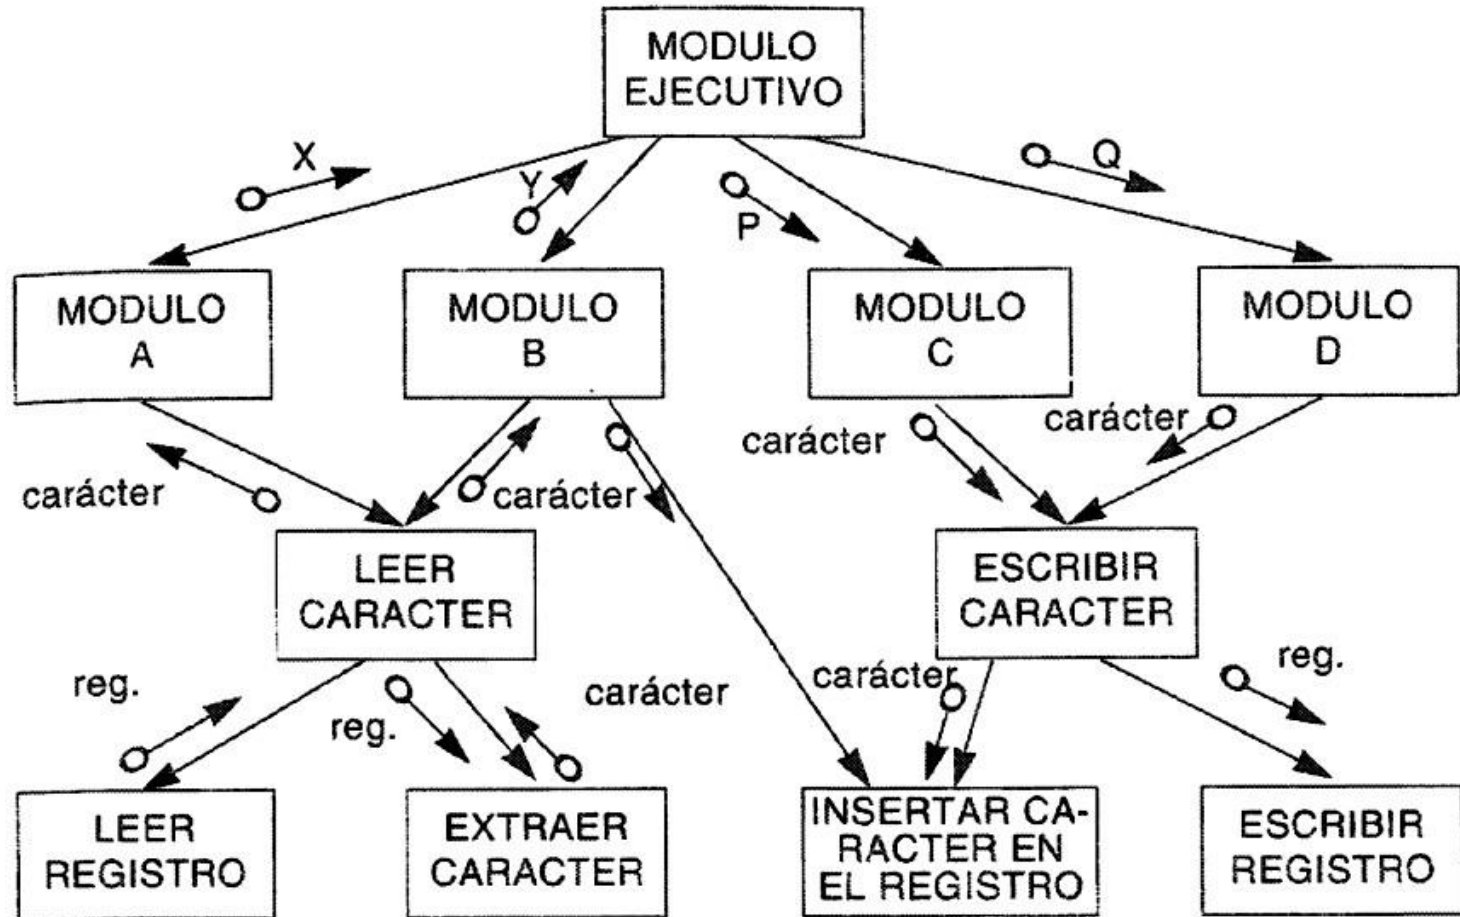 MODULO
EJECUTIVO
X
Y
P
Q
MODULO
A
MODULO
B
MODULO
C
MODULO
D
carácter
carácter
carácter
carácter
LEER
CARACTER
ESCRIBIR
CARACTER
reg.
reg.
carácter
carácter
reg.
LEER
REGISTRO
EXTRAER
CARACTER
INSERTAR CA-
RACTER EN
EL REGISTRO
ESCRIBIR
REGISTRO